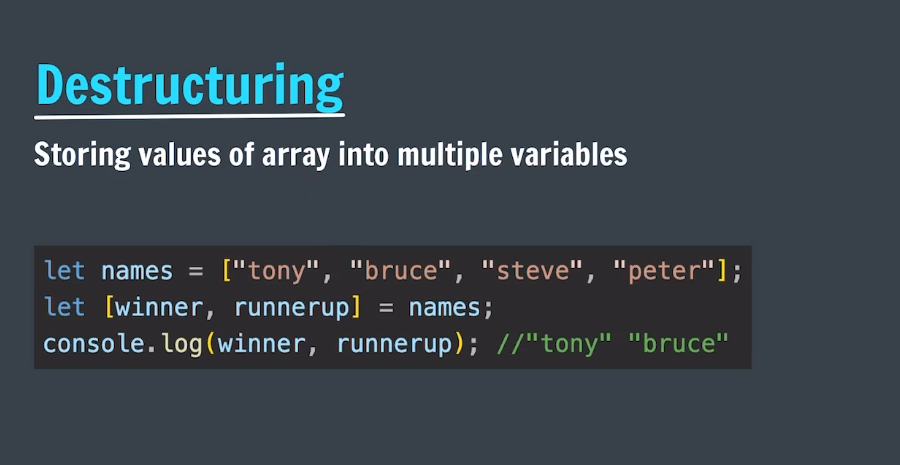 Destructuring
Storing values of array into multiple variables
let names = ["tony", "bruce", "steve", "peter"];
let [winner, runnerup] = names;
console.log(winner, runnerup); //"tony" "bruce"